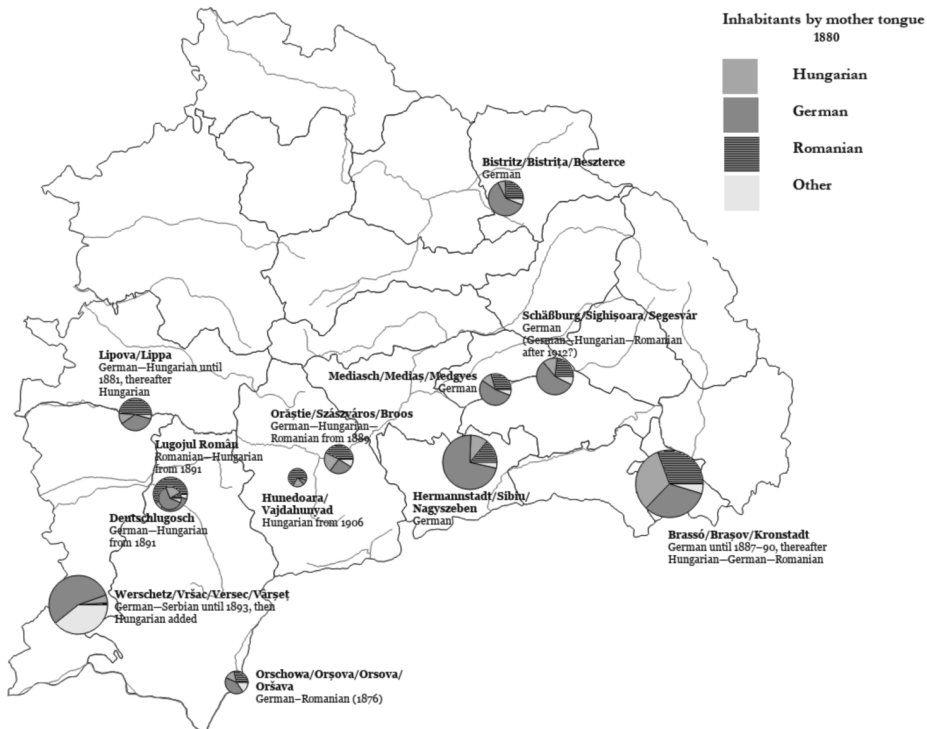 Inhabitants by mother tongue
1880
Hungarian
German
Romanian
Other
Bistritz/Bistrița/Beszterce
German
Schäßburg/Sighișoara/Segesvár
German
(German—Hungarian—Romanian
after 1912?)
Lipova/Lippa
German—Hungarian until
1881, thereafter
Hungarian
Mediasch/Mediaș/Medgyes
German
Orăștie/Szászváros/Broos
German—Hungarian—
Romanian from 1889
Lugojul Român
Romanian—Hungarian
from 1891
Hunedoara/
Vajdahunyad
Hungarian from 1906
Hermannstadt/Sibiu/
Nagyszeben
German
Deutschlugosch
German—Hungarian
from 1891
Brassó/Brașov/Kronstadt
German until 1887–90, thereafter
Hungarian—German—Romanian
Werschetz/Vršac/Versec/Vârșeț
German—Serbian until 1893, then
Hungarian added
Orschowa/Orșova/Orsova/
Oršava
German–Romanian (1876)